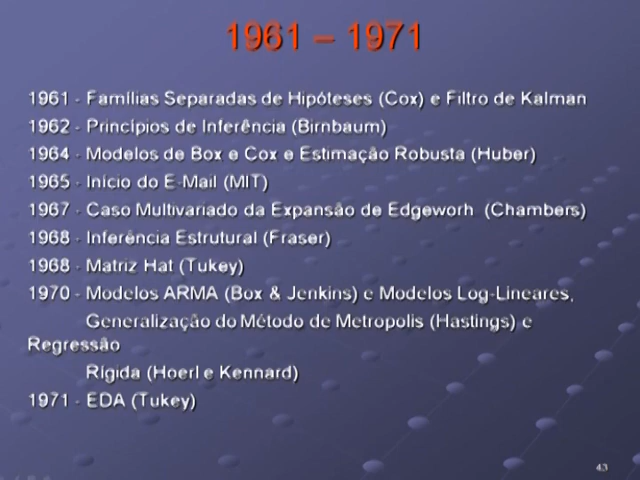 1961 – 1971
1961 - Famílias Separadas de Hipóteses (Cox) e Filtro de Kalman
1962 - Princípios de Inferência (Birnbaum)
1964 - Modelos de Box e Cox e Estimação Robusta (Huber)
1965 - Início do E-Mail (MIT)
1967 - Caso Multivariado da Expansão de Edgeworh (Chambers)
1968 - Inferência Estrutural (Fraser)
1968 - Matriz Hat (Tukey)
1970 - Modelos ARMA (Box & Jenkins) e Modelos Log-Lineares,
Generalização do Método de Metropolis (Hastings) e
Regressão
Rígida (Hoerl e Kennard)
1971 - EDA (Tukey)
43